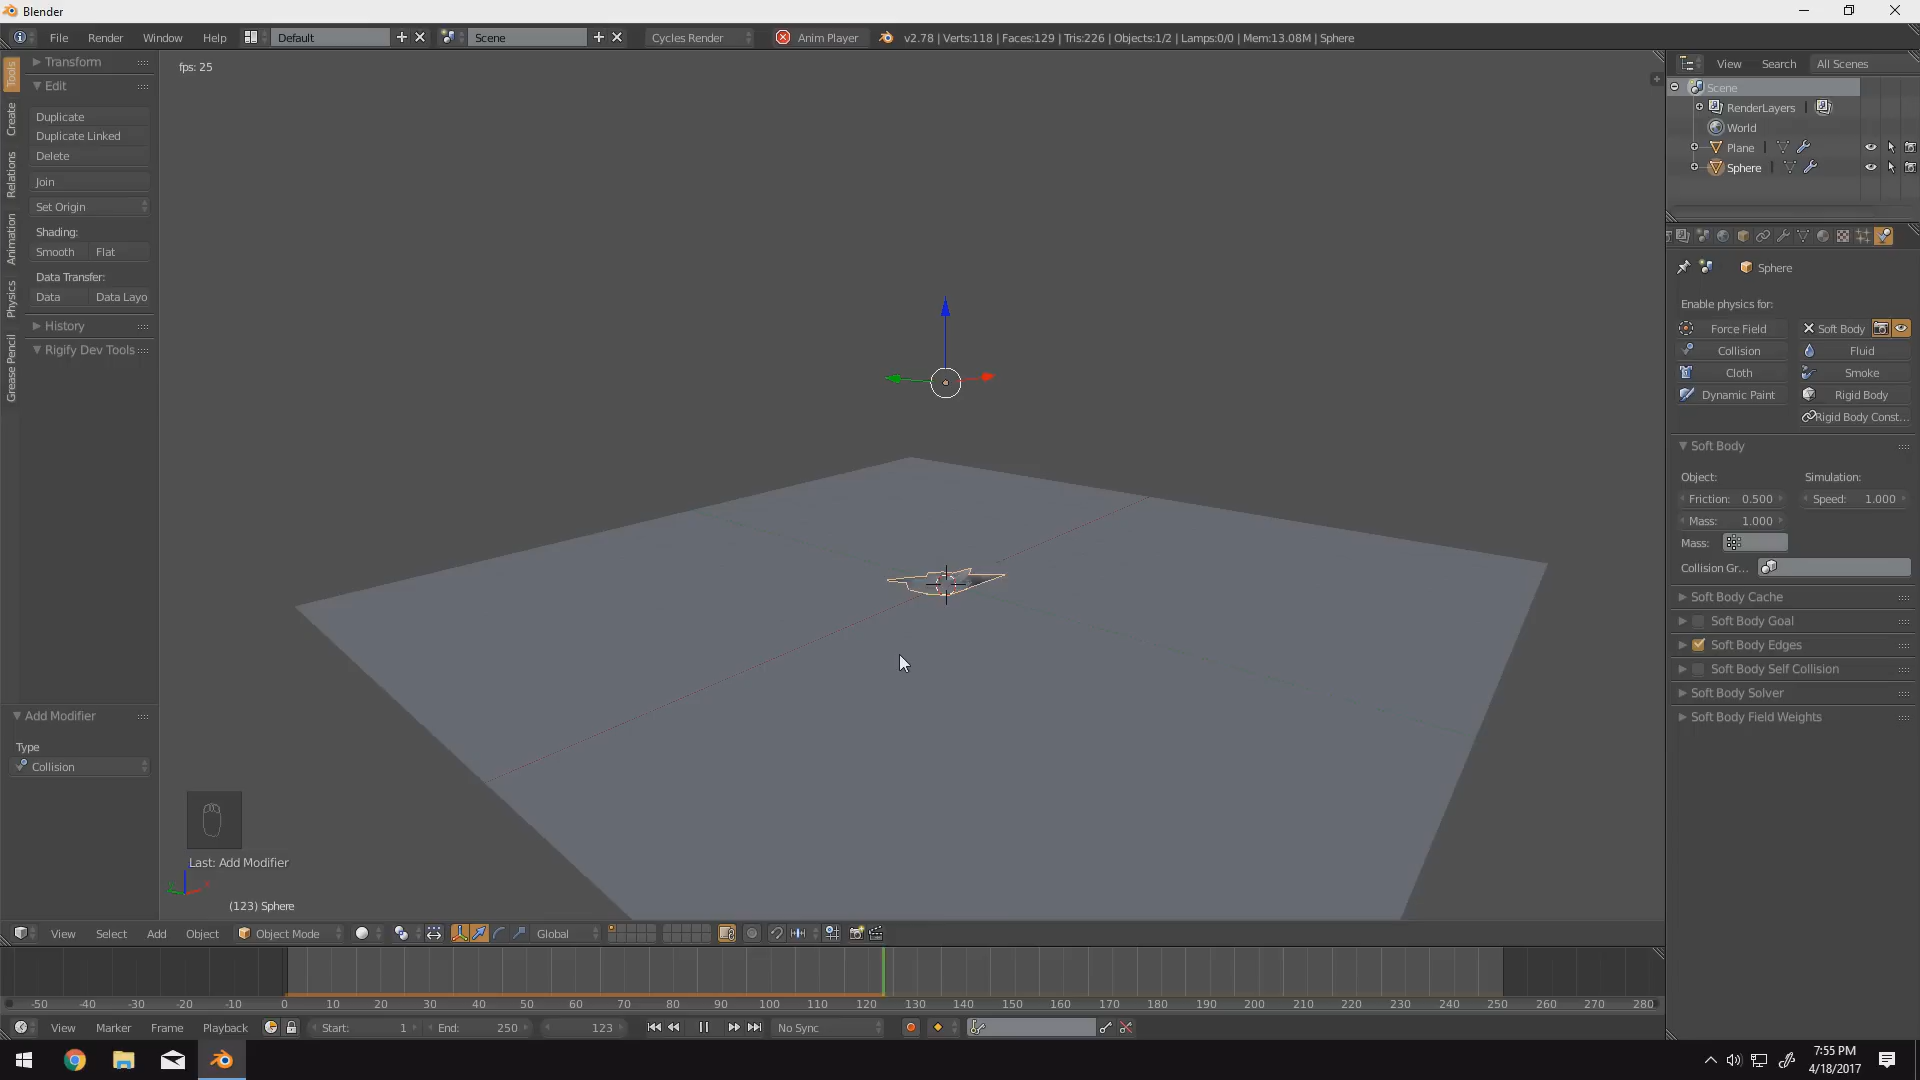 Blender
File Render Window Help Default Scene Cycles Render Anim Player v2.78 | Verts:118 | Faces:129 | Tris:226 | Objects:1/2 | Lamps:0/0 | Mem:13.08M | Sphere
Tools
Create
Relations
Animation
Physics
Grease Pencil
Transform
Edit
Duplicate
Duplicate Linked
Delete
Join
Set Origin
Shading:
Smooth Flat
Data Transfer:
Data Data Layo
History
Rigify Dev Tools
Add Modifier
Type
Collision
fps: 25
Last: Add Modifier
(123) Sphere
View Search All Scenes
Scene
RenderLayers |
World
Plane |
Sphere |
Sphere
Enable physics for:
Force Field Soft Body
Collision Fluid
Cloth Smoke
Dynamic Paint Rigid Body
Rigid Body Const...
Soft Body
Object: Simulation:
Friction: 0.500 Speed: 1.000
Mass: 1.000
Mass:
Collision Gr...
Soft Body Cache
Soft Body Goal
Soft Body Edges
Soft Body Self Collision
Soft Body Solver
Soft Body Field Weights
View Select Add Object Object Mode Global
-50 -40 -30 -20 -10 0 10 20 30 40 50 60 70 80 90 100 110 120 130 140 150 160 170 180 190 200 210 220 230 240 250 260 270 280
View Marker Frame Playback Start: 1 End: 250 123 No Sync
7:55 PM
4/18/2017